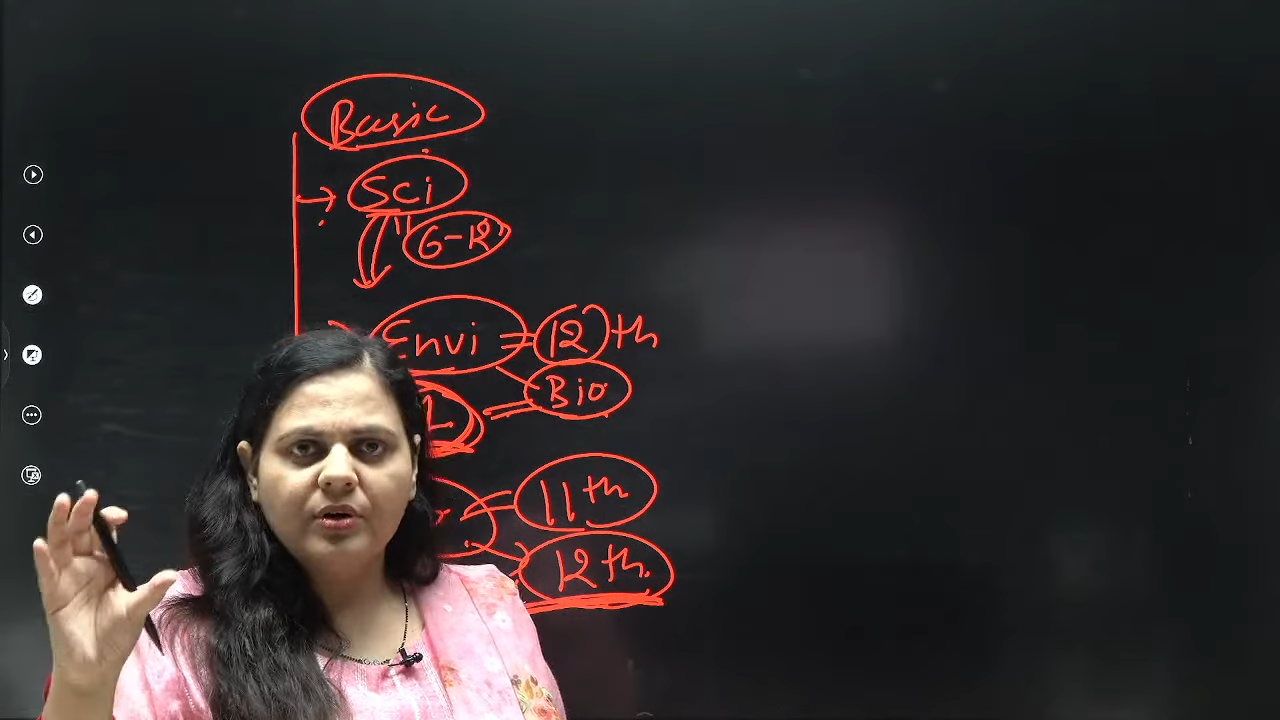 Basic
Sci
6-12
Envi = 12th
Bio
11th
12th.